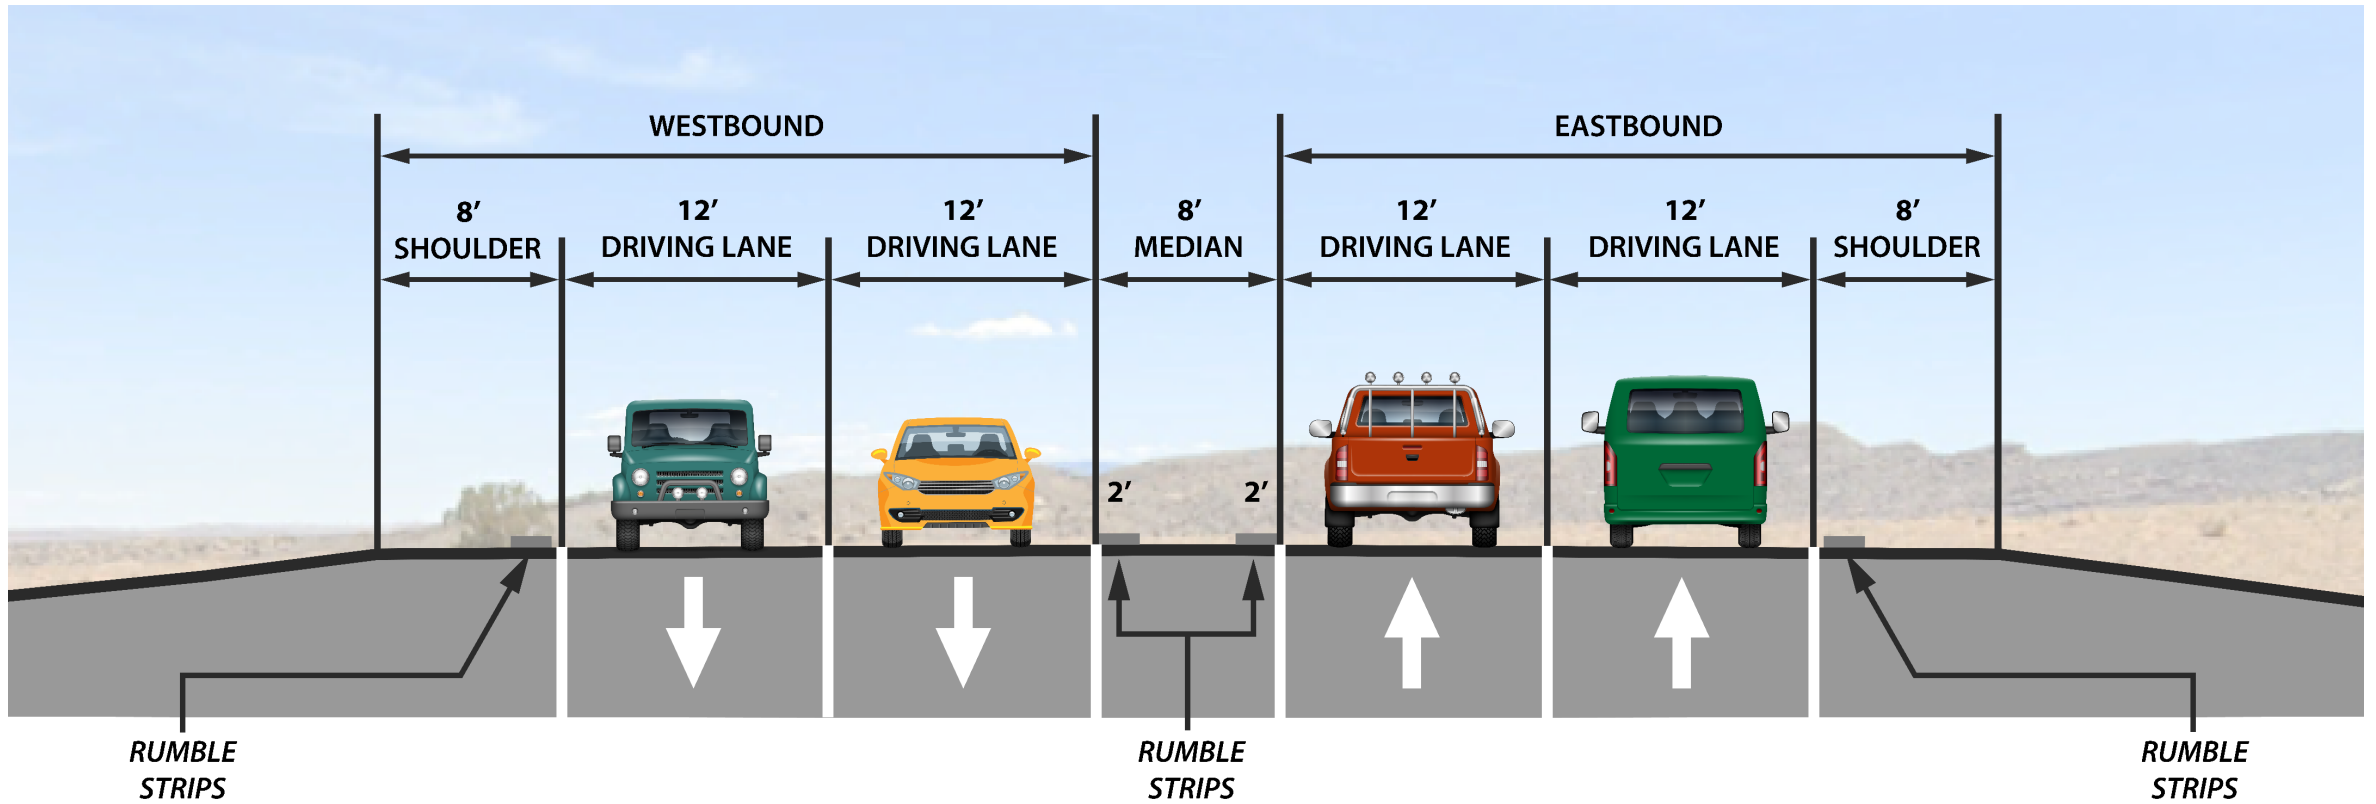 WESTBOUND
EASTBOUND
8’
SHOULDER
12’
DRIVING LANE
12’
DRIVING LANE
8’
MEDIAN
12’
DRIVING LANE
12’
DRIVING LANE
8’
SHOULDER
2’
2’
RUMBLE
STRIPS
RUMBLE
STRIPS
RUMBLE
STRIPS